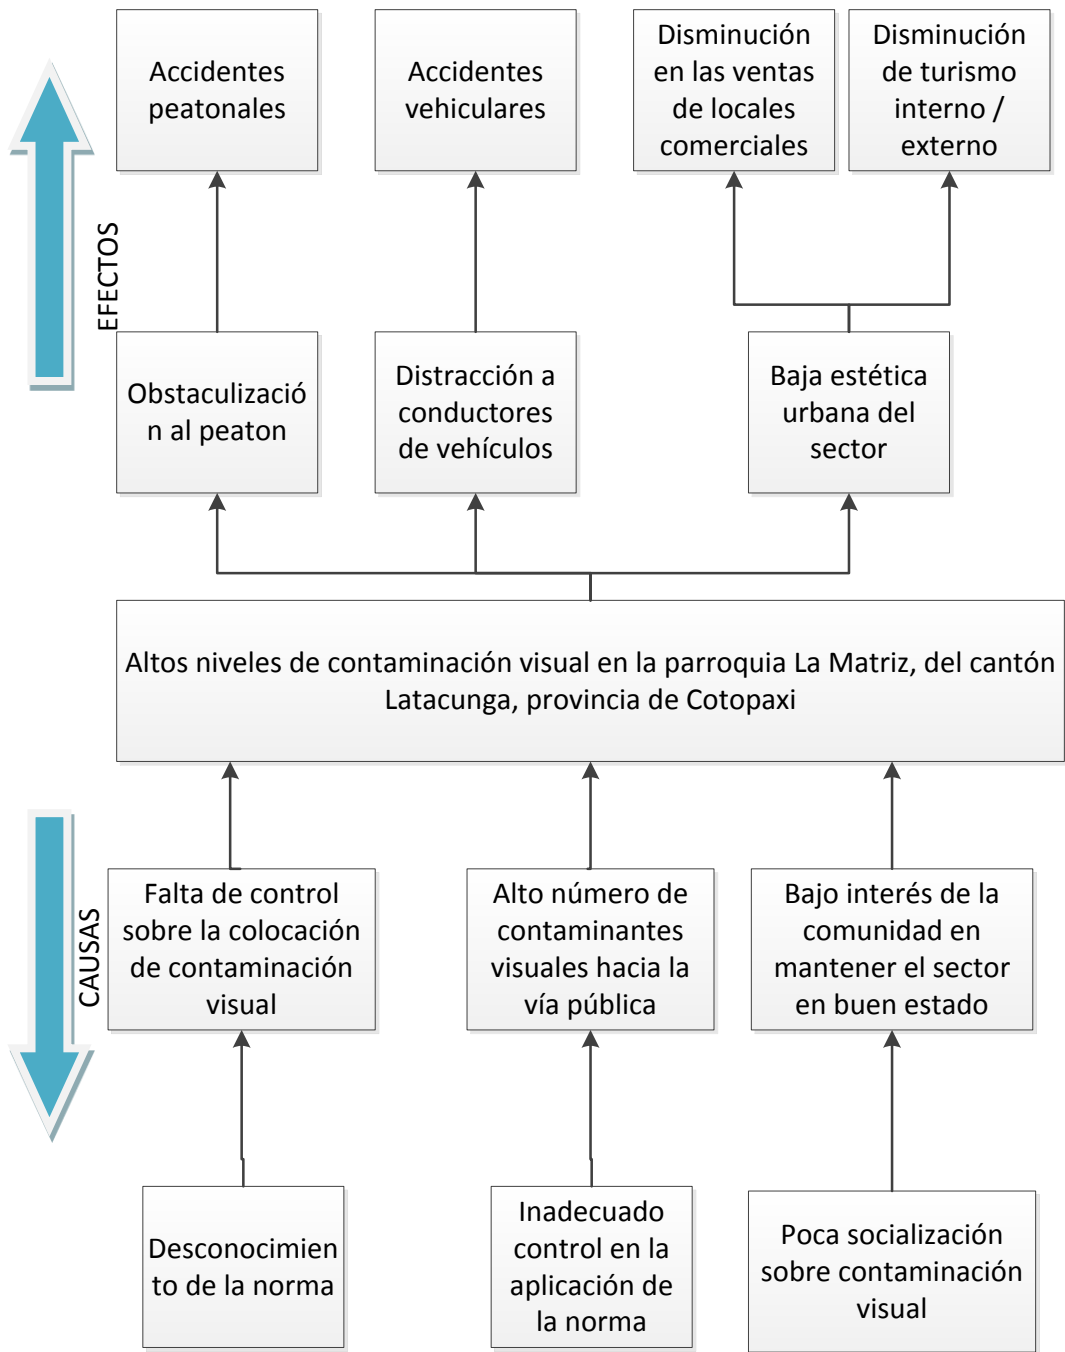 Accidentes
peatonales
Accidentes
vehiculares
Disminución
en las ventas
de locales
comerciales
Disminución
de turismo
interno /
externo
EFECTOS
Obstaculizació
n al peaton
Distracción a
conductores
de vehículos
Baja estética
urbana del
sector
Altos niveles de contaminación visual en la parroquia La Matriz, del cantón
Latacunga, provincia de Cotopaxi
CAUSAS
Falta de control
sobre la colocación
de contaminación
visual
Alto número de
contaminantes
visuales hacia la
vía pública
Bajo interés de la
comunidad en
mantener el sector
en buen estado
Desconocimien
to de la norma
Inadecuado
control en la
aplicación de
la norma
Poca socialización
sobre contaminación
visual